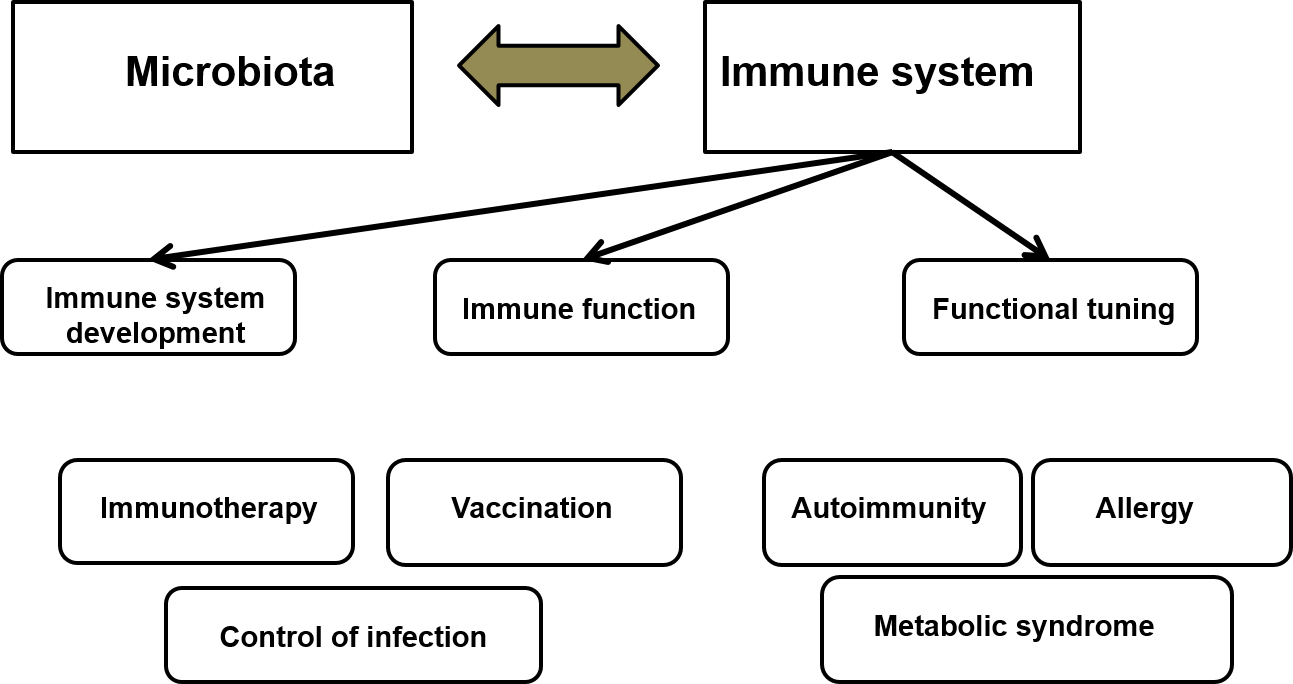 Microbiota
Immune system
Immune system
development
Immune function
Functional tuning
Immunotherapy
Vaccination
Autoimmunity
Allergy
Control of infection
Metabolic syndrome